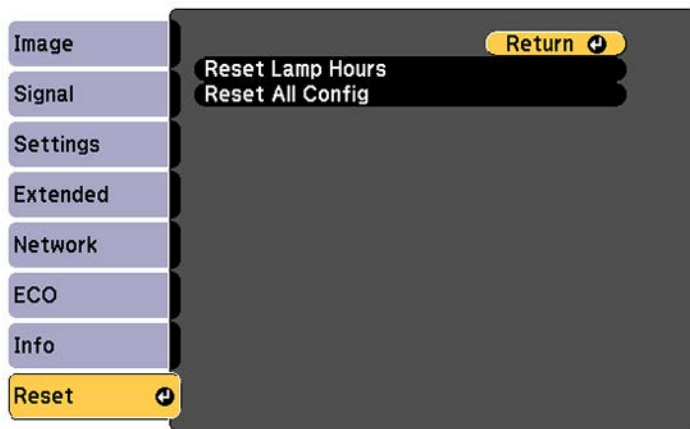 Image
Signal
Settings
Extended
Network
ECO
Info
Reset
Return
Reset Lamp Hours
Reset All Config